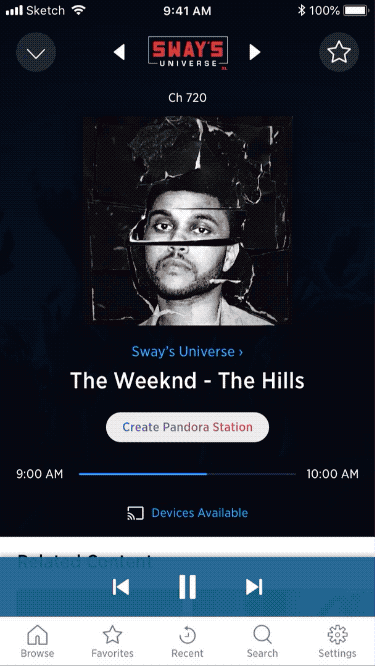 Sketch 9:41 AM 100%
SWAY'S
UNIVERSE
XL
Ch 720
Sway's Universe ›
The Weeknd - The Hills
Create Pandora Station
9:00 AM 10:00 AM
Devices Available
Related Content
Browse Favorites Recent Search Settings